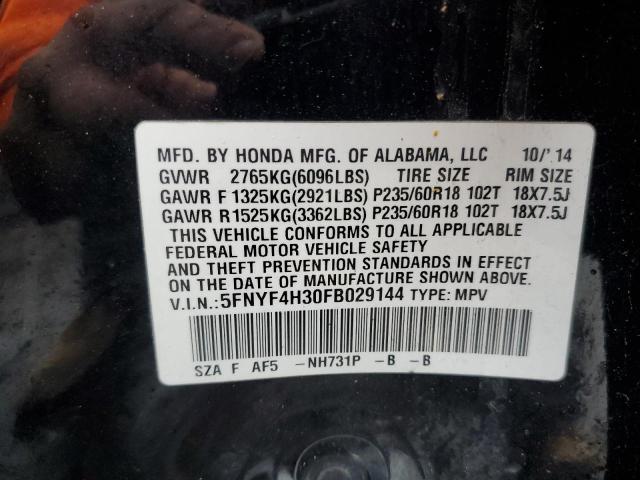 MFD. BY HONDA MFG. OF ALABAMA, LLC 10/'14
GVWR 2765KG(6096LBS) TIRE SIZE RIM SIZE
GAWR F 1325KG(2921LBS) P235/60R18 102T 18X7.5J
GAWR R1525KG(3362LBS) P235/60R18 102T 18X7.5J
THIS VEHICLE CONFORMS TO ALL APPLICABLE
FEDERAL MOTOR VEHICLE SAFETY
AND THEFT PREVENTION STANDARDS IN EFFECT
ON THE DATE OF MANUFACTURE SHOWN ABOVE.
V.I.N.:5FNYF4H30FB029144 TYPE: MPV
SZA F AF5 -NH731P -B -B